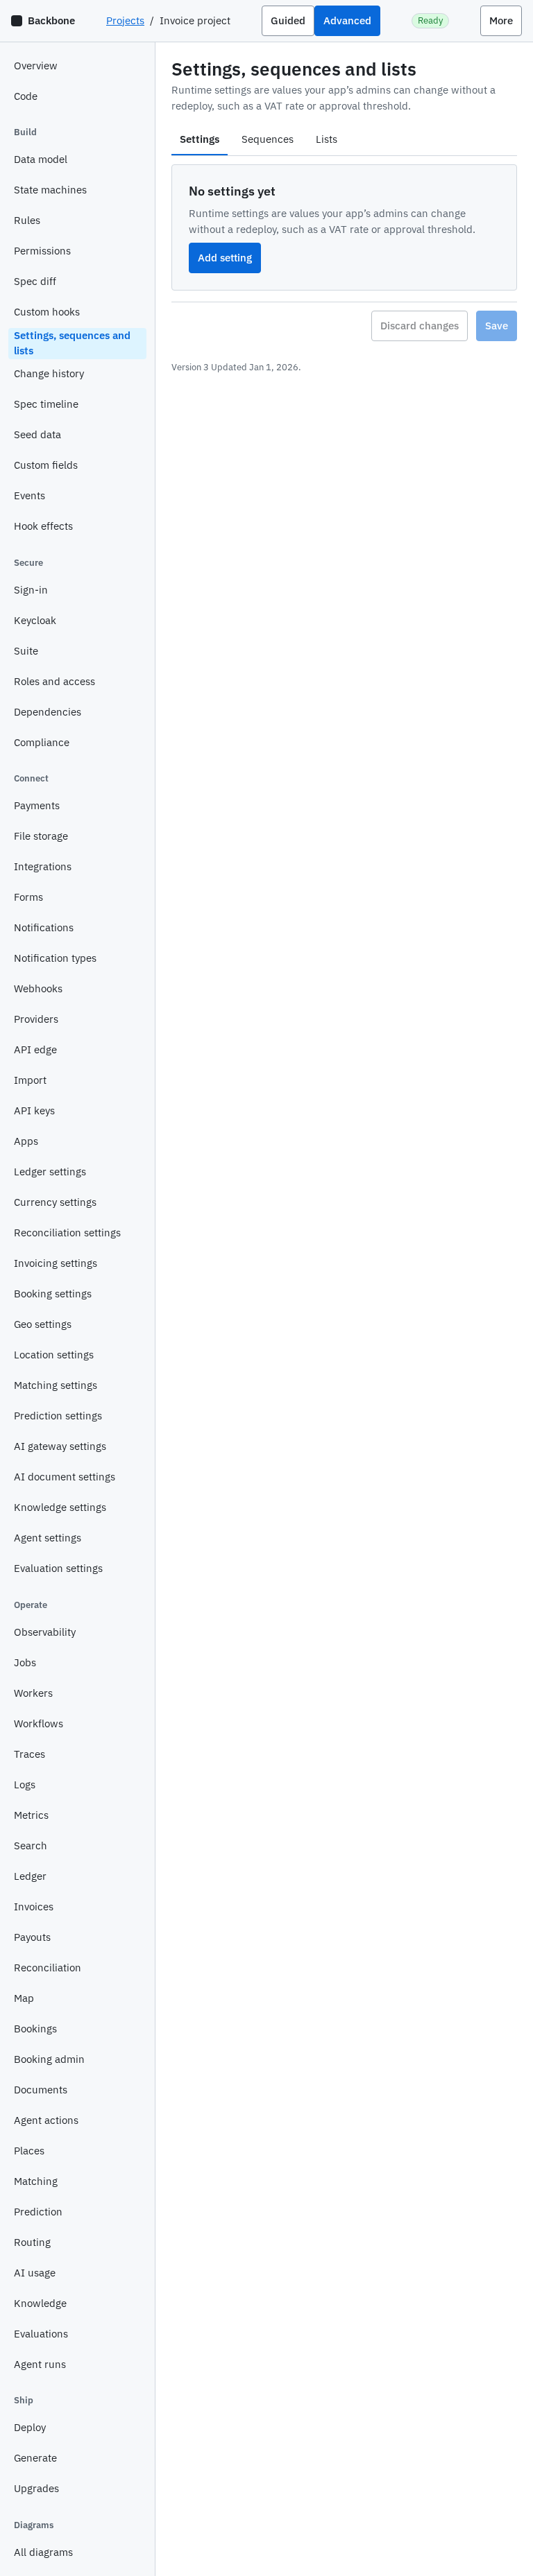 Backbone
Projects / Invoice project
Guided
Advanced
Ready
More
Overview
Code
Build
Data model
State machines
Rules
Permissions
Spec diff
Custom hooks
Settings, sequences and
lists
Change history
Spec timeline
Seed data
Custom fields
Events
Hook effects
Secure
Sign-in
Keycloak
Suite
Roles and access
Dependencies
Compliance
Connect
Payments
File storage
Integrations
Forms
Notifications
Notification types
Webhooks
Providers
API edge
Import
API keys
Apps
Ledger settings
Currency settings
Reconciliation settings
Invoicing settings
Booking settings
Geo settings
Location settings
Matching settings
Prediction settings
AI gateway settings
AI document settings
Knowledge settings
Agent settings
Evaluation settings
Operate
Observability
Jobs
Workers
Workflows
Traces
Logs
Metrics
Search
Ledger
Invoices
Payouts
Reconciliation
Map
Bookings
Booking admin
Documents
Agent actions
Places
Matching
Prediction
Routing
AI usage
Knowledge
Evaluations
Agent runs
Ship
Deploy
Generate
Upgrades
Diagrams
All diagrams
Settings, sequences and lists
Runtime settings are values your app’s admins can change without a
redeploy, such as a VAT rate or approval threshold.
Settings
Sequences
Lists
No settings yet
Runtime settings are values your app’s admins can change
without a redeploy, such as a VAT rate or approval threshold.
Add setting
Discard changes
Save
Version 3 Updated Jan 1, 2026.